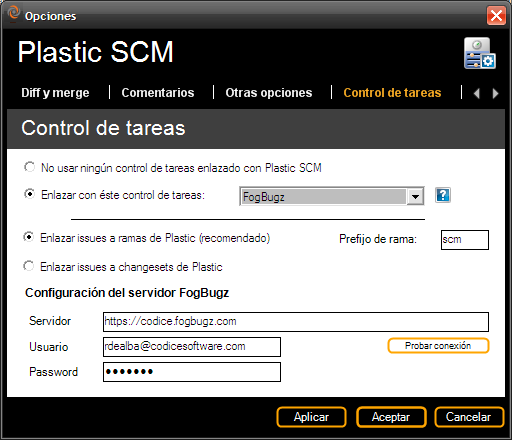 Opciones
Plastic SCM
Diff y merge
Comentarios
Otras opciones
Control de tareas
Control de tareas
No usar ningún control de tareas enlazado con Plastic SCM
Enlazar con éste control de tareas: FogBugz ?
Enlazar issues a ramas de Plastic (recomendado) Prefijo de rama: scm
Enlazar issues a changesets de Plastic
Configuración del servidor FogBugz
Servidor https://codice.fogbugz.com
Usuario rdealba@codicesoftware.com Probar conexión
Password •••••••
Aplicar Aceptar Cancelar